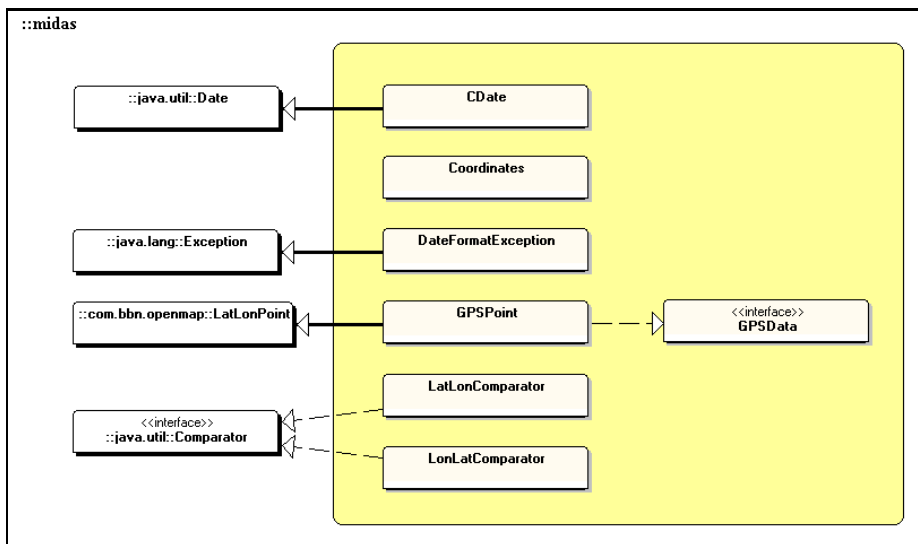 ::midas
::java.util::Date
CDate
Coordinates
::java.lang::Exception
DateFormatException
::com.bbn.openmap::LatLonPoint
GPSPoint
<<interface>>
GPSData
LatLonComparator
<<interface>>
::java.util::Comparator
LonLatComparator